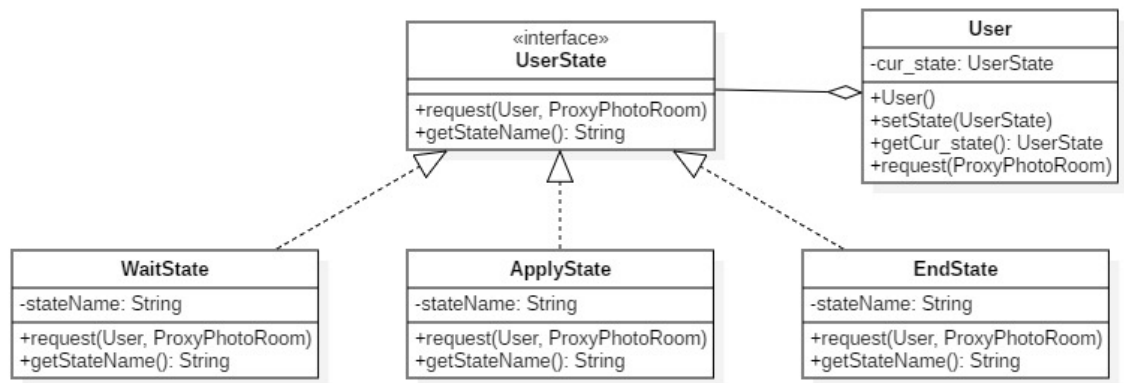 «interface»
UserState
+request(User, ProxyPhotoRoom)
+getStateName(): String
User
-cur_state: UserState
+User()
+setState(UserState)
+getCur_state(): UserState
+request(ProxyPhotoRoom)
WaitState
-stateName: String
+request(User, ProxyPhotoRoom)
+getStateName(): String
ApplyState
-stateName: String
+request(User, ProxyPhotoRoom)
+getStateName(): String
EndState
-stateName: String
+request(User, ProxyPhotoRoom)
+getStateName(): String